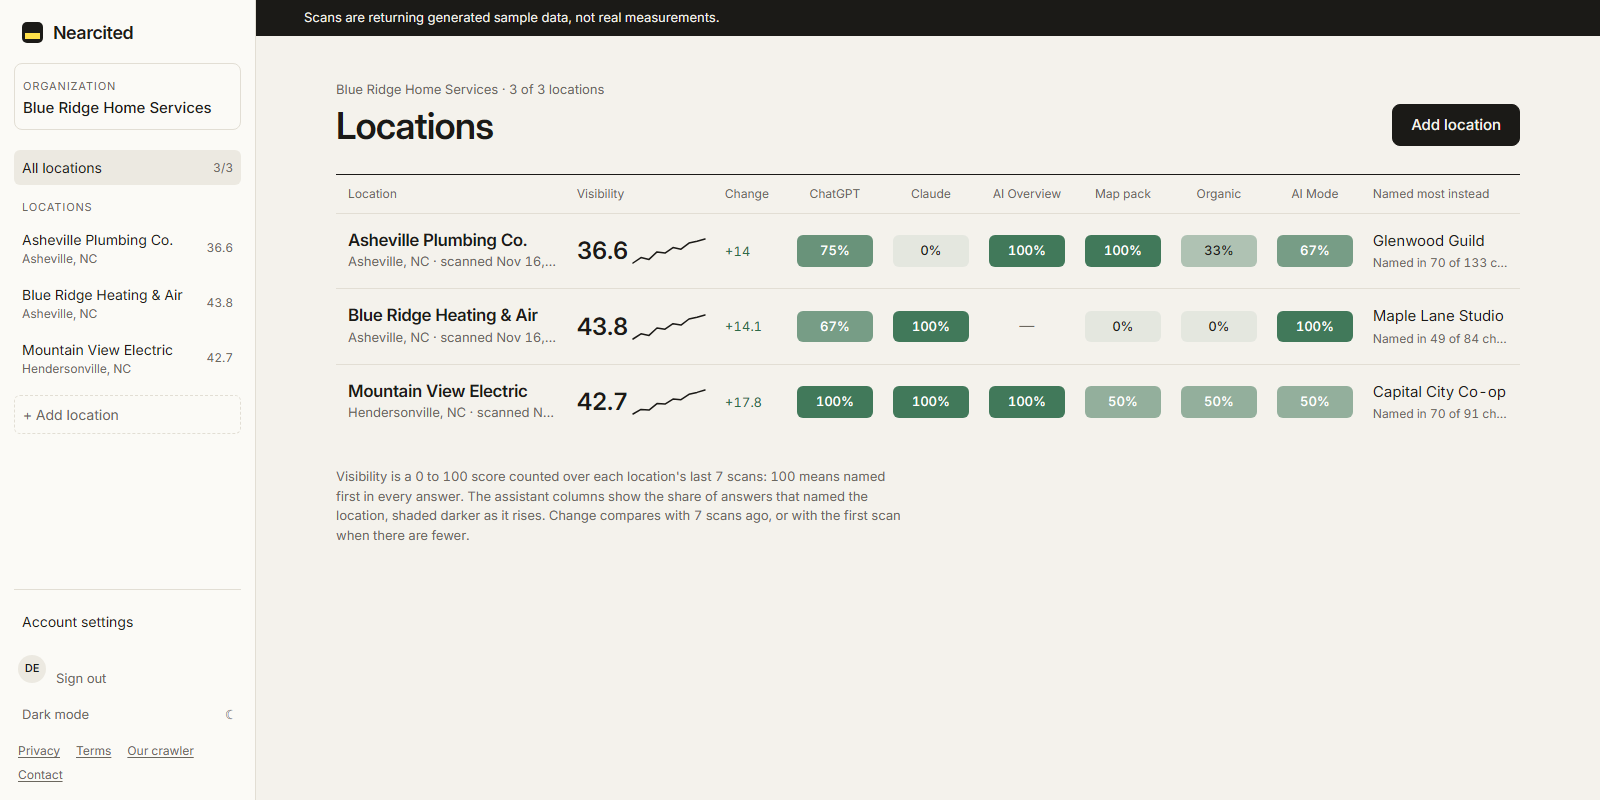 Nearcited
ORGANIZATION
Blue Ridge Home Services
All locations 3/3
LOCATIONS
Asheville Plumbing Co. 36.6
Asheville, NC
Blue Ridge Heating & Air 43.8
Asheville, NC
Mountain View Electric 42.7
Hendersonville, NC
+ Add location
Account settings
DE Sign out
Dark mode
Privacy Terms Our crawler
Contact
Scans are returning generated sample data, not real measurements.
Blue Ridge Home Services · 3 of 3 locations
Locations
Add location
Location Visibility Change ChatGPT Claude AI Overview Map pack Organic AI Mode Named most instead
Asheville Plumbing Co. 36.6 +14 75% 0% 100% 100% 33% 67% Glenwood Guild
Asheville, NC · scanned Nov 16,... Named in 70 of 133 c...
Blue Ridge Heating & Air 43.8 +14.1 67% 100% — 0% 0% 100% Maple Lane Studio
Asheville, NC · scanned Nov 16,... Named in 49 of 84 ch...
Mountain View Electric 42.7 +17.8 100% 100% 100% 50% 50% 50% Capital City Co-op
Hendersonville, NC · scanned N... Named in 70 of 91 ch...
Visibility is a 0 to 100 score counted over each location's last 7 scans: 100 means named
first in every answer. The assistant columns show the share of answers that named the
location, shaded darker as it rises. Change compares with 7 scans ago, or with the first scan
when there are fewer.